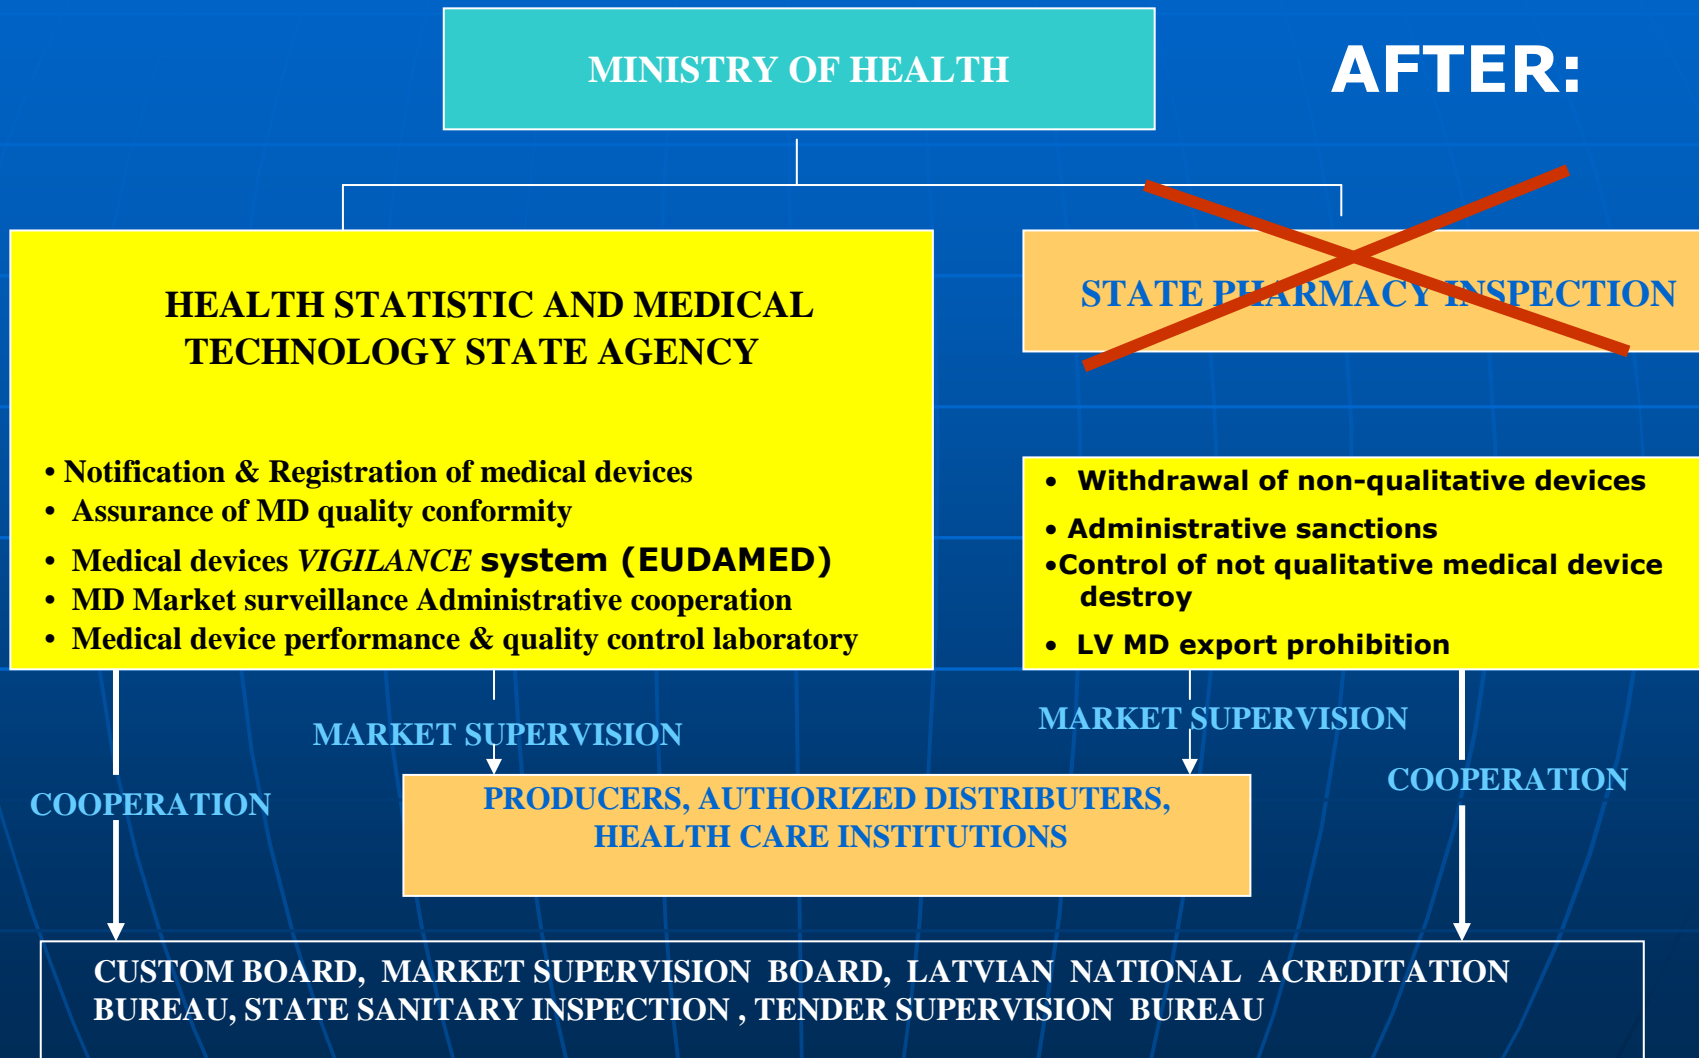 MINISTRY OF HEALTH
AFTER:
HEALTH STATISTIC AND MEDICAL
TECHNOLOGY STATE AGENCY
• Notification & Registration of medical devices
• Assurance of MD quality conformity
• Medical devices VIGILANCE system (EUDAMED)
• MD Market surveillance Administrative cooperation
• Medical device performance & quality control laboratory
STATE PHARMACY INSPECTION
• Withdrawal of non-qualitative devices
• Administrative sanctions
•Control of not qualitative medical device
destroy
• LV MD export prohibition
MARKET SUPERVISION
MARKET SUPERVISION
COOPERATION
COOPERATION
PRODUCERS, AUTHORIZED DISTRIBUTERS,
HEALTH CARE INSTITUTIONS
CUSTOM BOARD, MARKET SUPERVISION BOARD, LATVIAN NATIONAL ACREDITATION
BUREAU, STATE SANITARY INSPECTION , TENDER SUPERVISION BUREAU